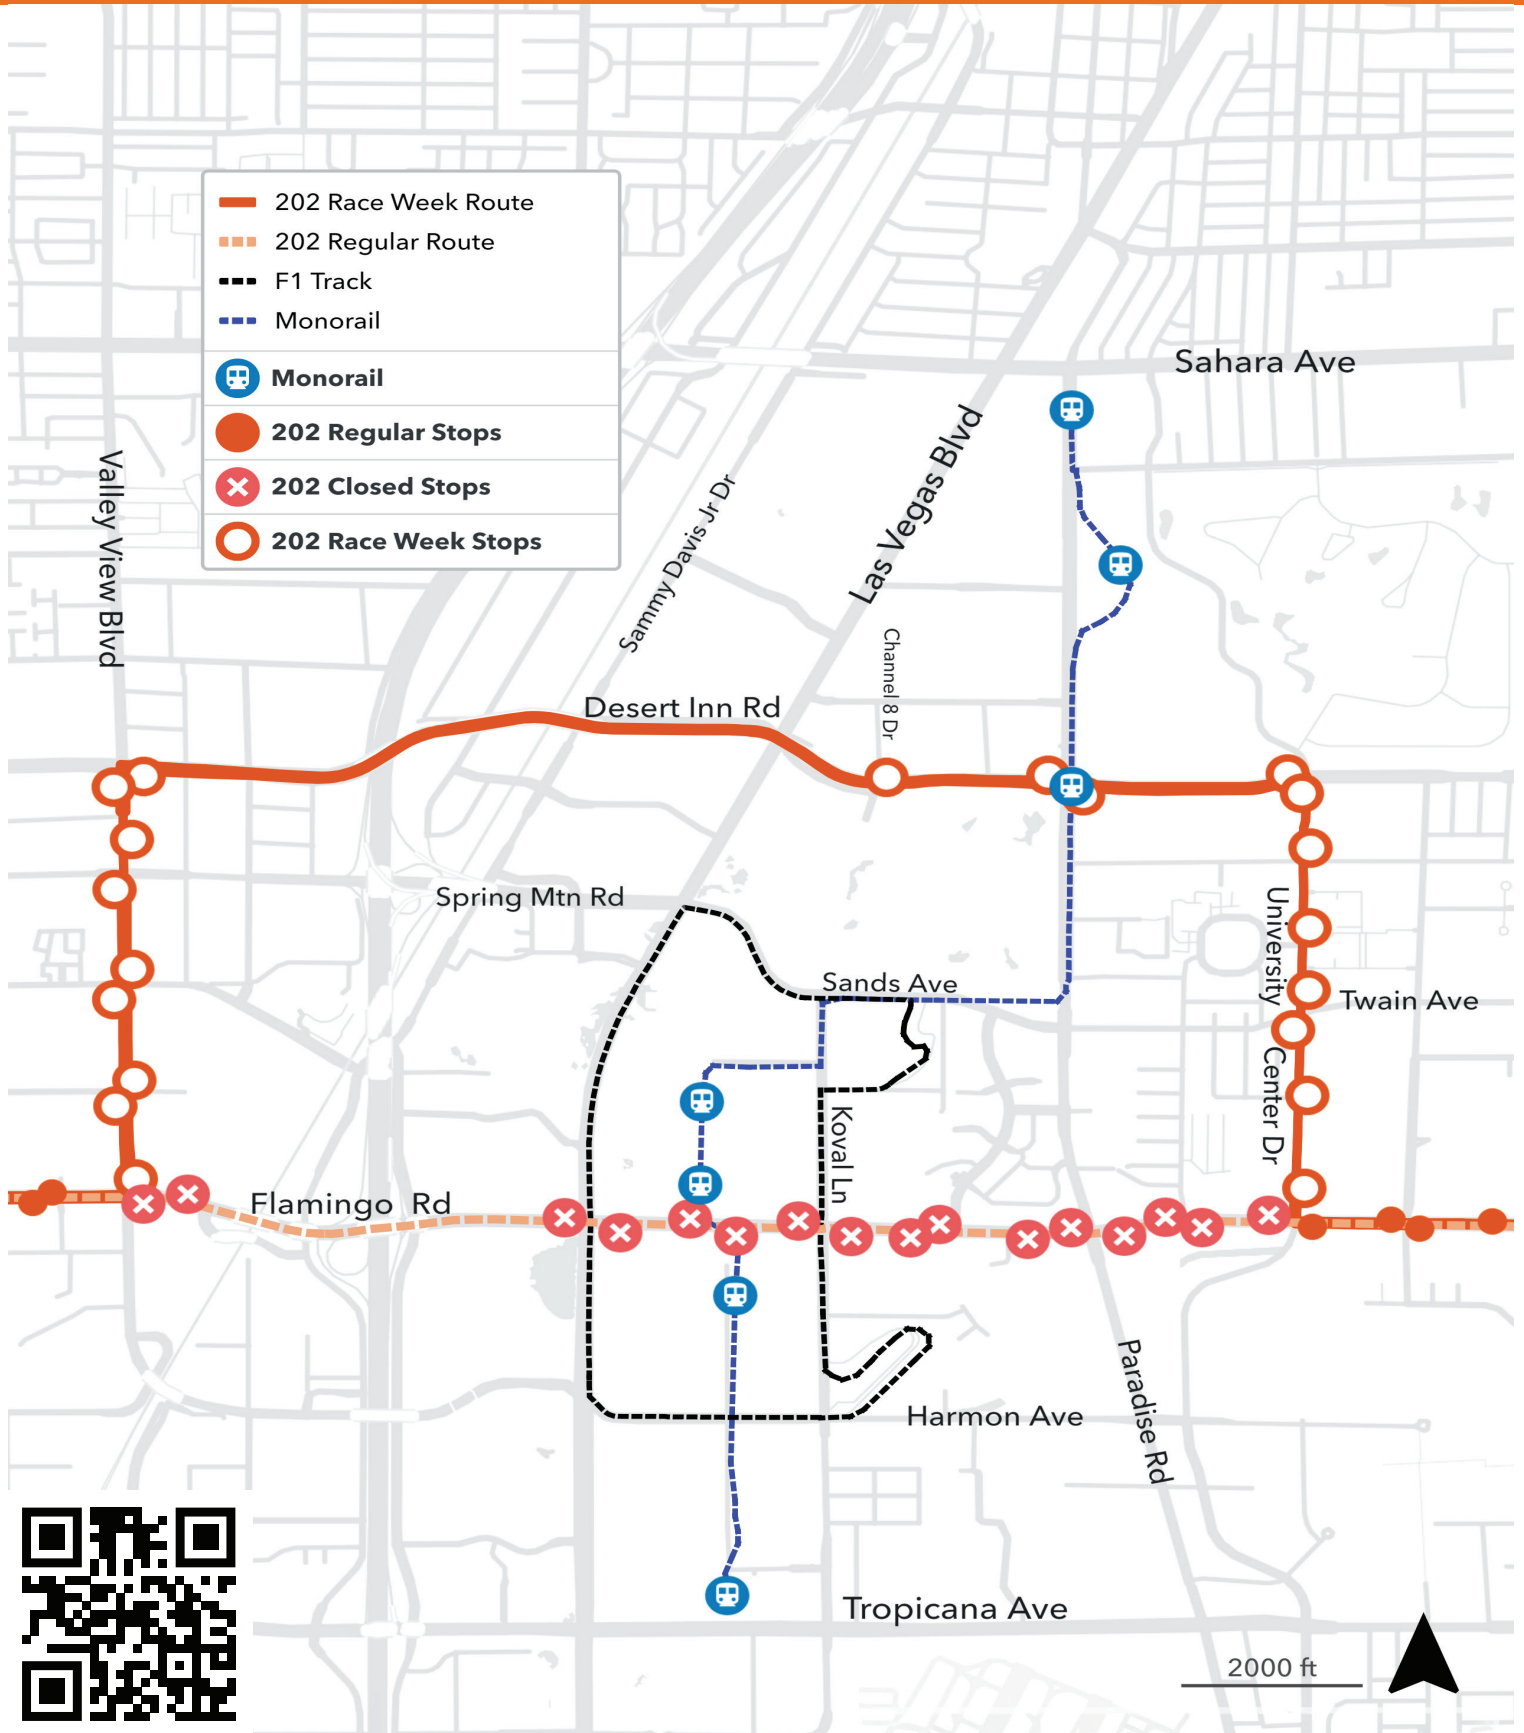 202 Race Week Route
202 Regular Route
F1 Track
Monorail
Monorail
202 Regular Stops
202 Closed Stops
202 Race Week Stops
Sahara Ave
Valley View Blvd
Sammy Davis Jr Dr
Las Vegas Blvd
Channel 8 Dr
Desert Inn Rd
Spring Mtn Rd
University Center Dr
Sands Ave
Twain Ave
Koval Ln
Flamingo Rd
Paradise Rd
Harmon Ave
Tropicana Ave
2000 ft